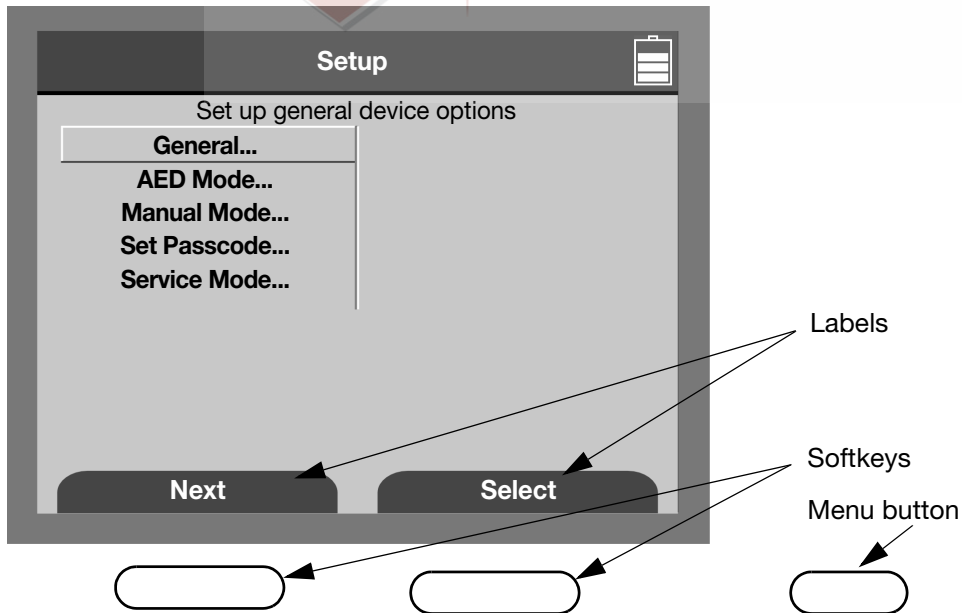 Setup
Set up general device options
General...
AED Mode...
Manual Mode...
Set Passcode...
Service Mode...
Labels
Next
Select
Softkeys
Menu button